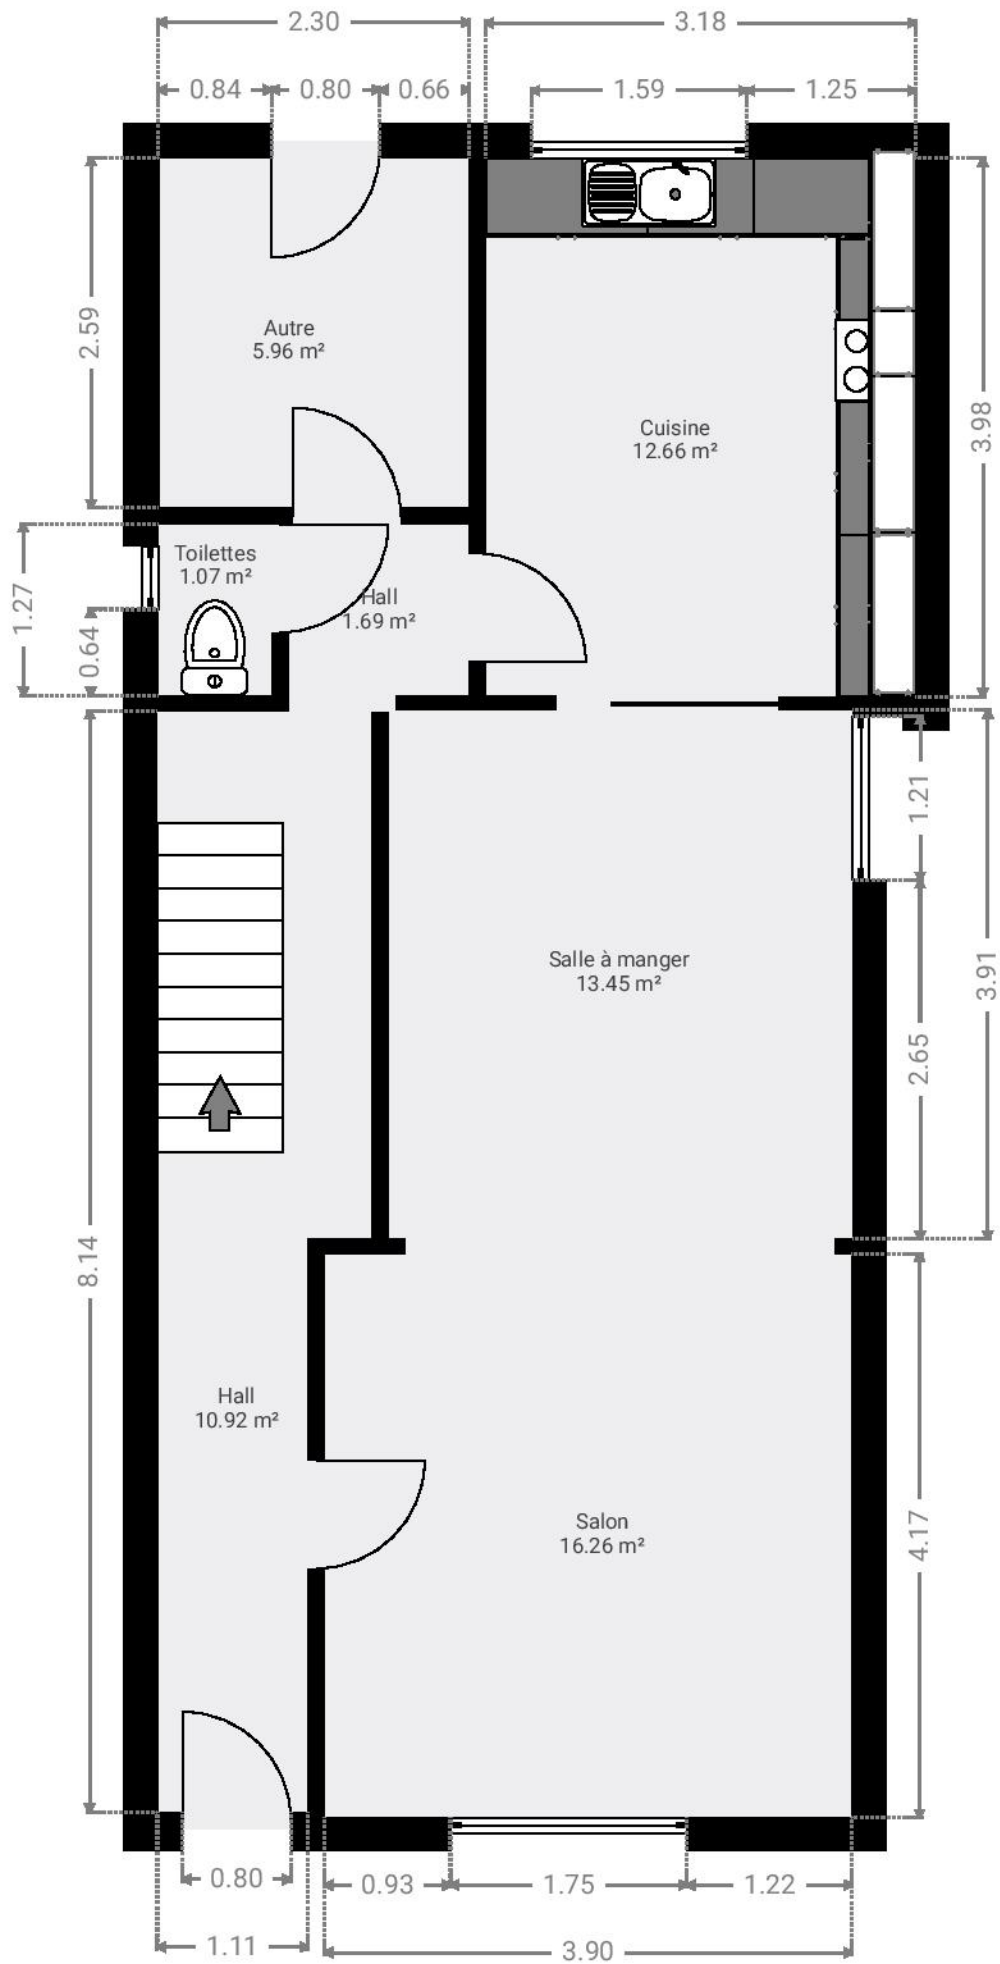 2.30
3.18
0.84
0.80
0.66
1.59
1.25
2.59
Autre
5.96 m²
Cuisine
12.66 m²
3.98
1.27
Toilettes
1.07 m²
Hall
1.69 m²
0.64
1.21
Salle à manger
13.45 m²
3.91
2.65
8.14
Hall
10.92 m²
Salon
16.26 m²
4.17
0.80
0.93
1.75
1.22
1.11
3.90